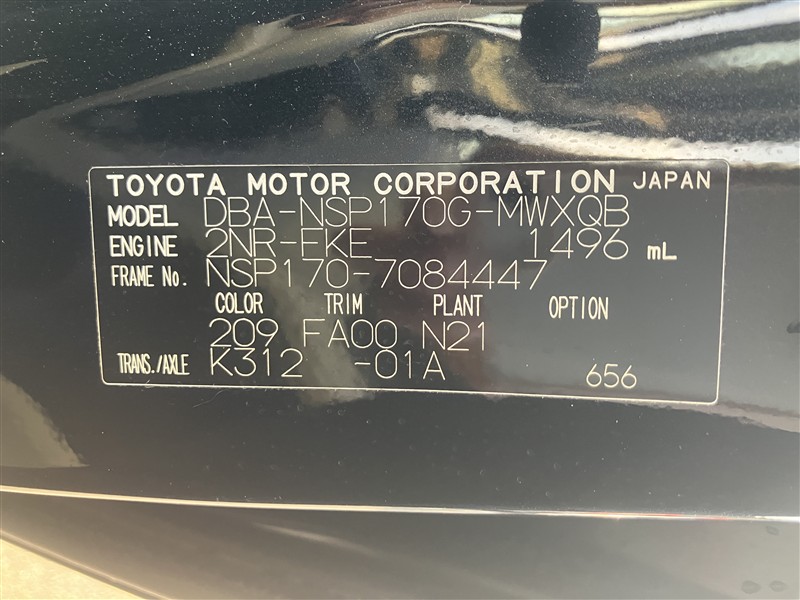 TOYOTA MOTOR CORPORATION JAPAN
MODEL DBA-NSP170G-MWXQB
ENGINE 2NR-FKE 1496 mL
FRAME No. NSP170-7084447
COLOR TRIM PLANT OPTION
209 FA00 N21
TRANS./AXLE K312 -01A 656